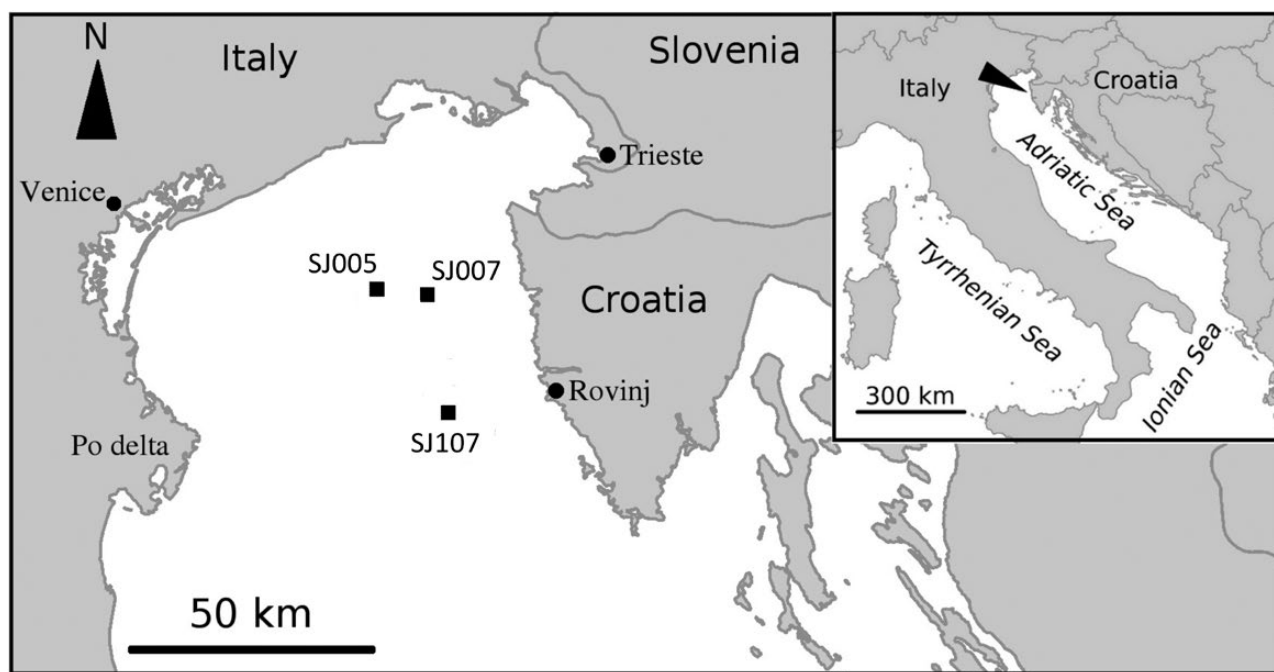 N
Italy
Slovenia
Trieste
Venice
SJ005
SJ007
Croatia
Rovinj
SJ107
Po delta
50 km
Italy
Croatia
Adriatic Sea
Tyrrhenian Sea
Ionian Sea
300 km